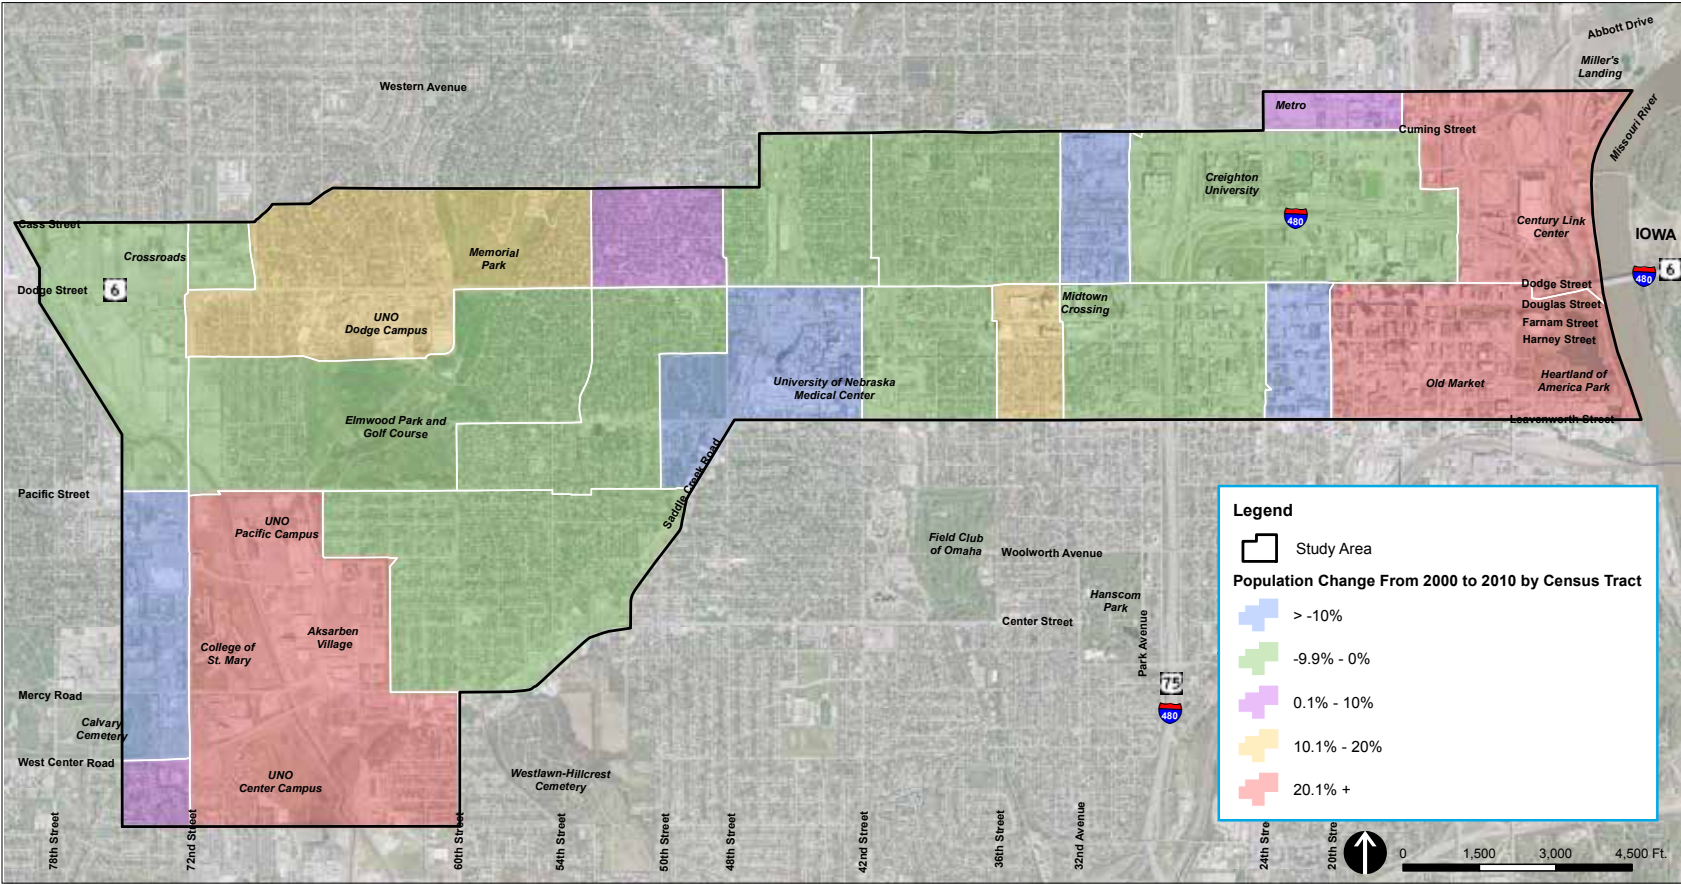 Abbott Drive
Miller's
Landing
Western Avenue
Metro
Cuming Street
Missouri River
Creighton
University
480
Century Link
Center
IOWA
480
6
Cass Street
Crossroads
Memorial
Park
Dodge Street
6
Dodge Street
Midtown
Crossing
Douglas Street
UNO
Dodge Campus
Farnam Street
Harney Street
University of Nebraska
Medical Center
Old Market
Heartland of
America Park
Elmwood Park and
Golf Course
Leavenworth Street
Saddle Creek Road
Pacific Street
UNO
Pacific Campus
Field Club
of Omaha
Woolworth Avenue
Hanscom
Park
Center Street
Park Avenue
College of
St. Mary
Aksarben
Village
75
480
Mercy Road
Calvary
Cemetery
West Center Road
UNO
Center Campus
Westlawn-Hillcrest
Cemetery
78th Street
72nd Street
60th Street
54th Street
50th Street
48th Street
42nd Street
36th Street
32nd Avenue
24th Stre
20th Stre
Legend
Study Area
Population Change From 2000 to 2010 by Census Tract
> -10%
-9.9% - 0%
0.1% - 10%
10.1% - 20%
20.1% +
0 1,500 3,000 4,500 Ft.